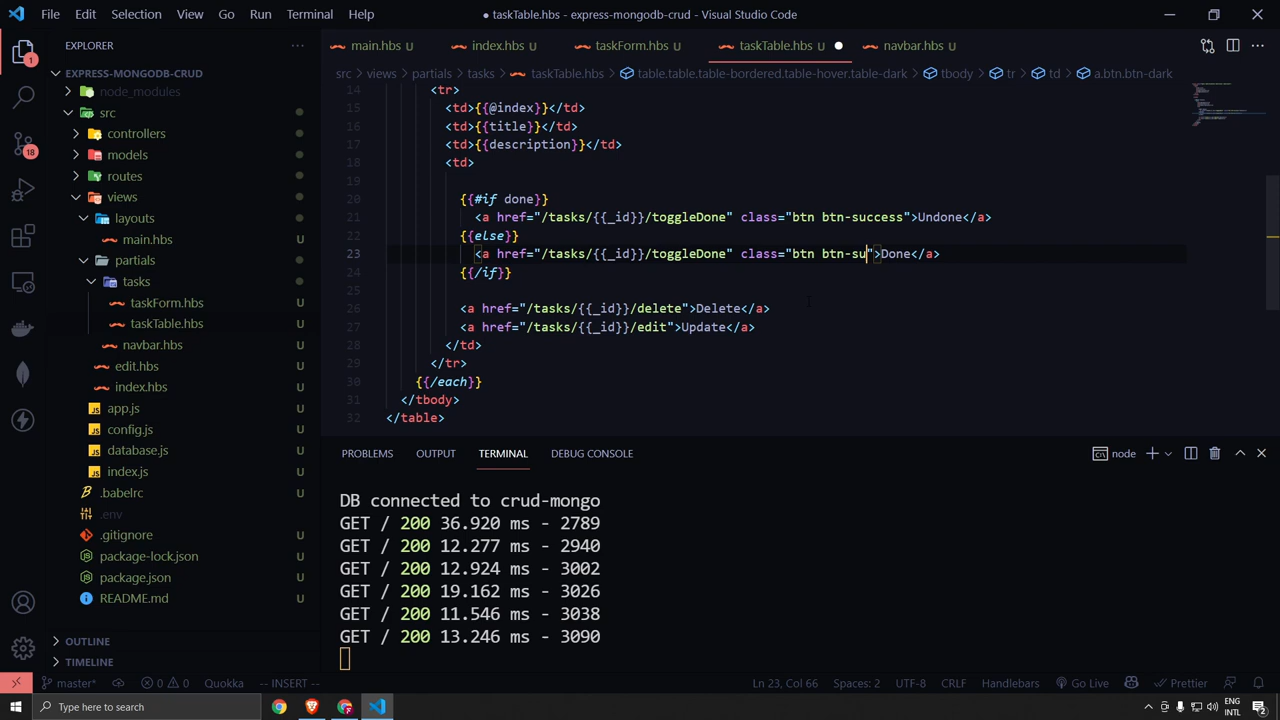 File Edit Selection View Go Run Terminal Help
taskTable.hbs - express-mongodb-crud - Visual Studio Code
EXPLORER
main.hbs U
index.hbs U
taskForm.hbs U
taskTable.hbs U
navbar.hbs U
src > views > partials > tasks > taskTable.hbs > table.table.table-bordered.table-hover.table-dark > tbody > tr > td > a.btn.btn-dark
EXPRESS-MONGODB-CRUD
node_modules
src
controllers
models
routes
views
layouts
main.hbs U
partials
tasks
taskForm.hbs U
taskTable.hbs U
navbar.hbs U
edit.hbs U
index.hbs U
app.js U
config.js U
database.js U
index.js U
.babelrc U
.env
.gitignore U
package-lock.json U
package.json U
README.md U
OUTLINE
TIMELINE
14 <tr>
15 <td>{{@index}}</td>
16 <td>{{title}}</td>
17 <td>{{description}}</td>
18 <td>
19
20 {{#if done}}
21 <a href="/tasks/{{_id}}/toggleDone" class="btn btn-success">Undone</a>
22 {{else}}
23 <a href="/tasks/{{_id}}/toggleDone" class="btn btn-su">Done</a>
24 {{/if}}
25
26 <a href="/tasks/{{_id}}/delete">Delete</a>
27 <a href="/tasks/{{_id}}/edit">Update</a>
28 </td>
29 </tr>
30 {{/each}}
31 </tbody>
32 </table>
PROBLEMS OUTPUT TERMINAL DEBUG CONSOLE
node
DB connected to crud-mongo
GET / 200 36.920 ms - 2789
GET / 200 12.277 ms - 2940
GET / 200 12.924 ms - 3002
GET / 200 19.162 ms - 3026
GET / 200 11.546 ms - 3038
GET / 200 13.246 ms - 3090
1
18
master* 0 0 Quokka -- INSERT -- Ln 23, Col 66 Spaces: 2 UTF-8 CRLF Handlebars Go Live Prettier
Type here to search
ENG
INTL